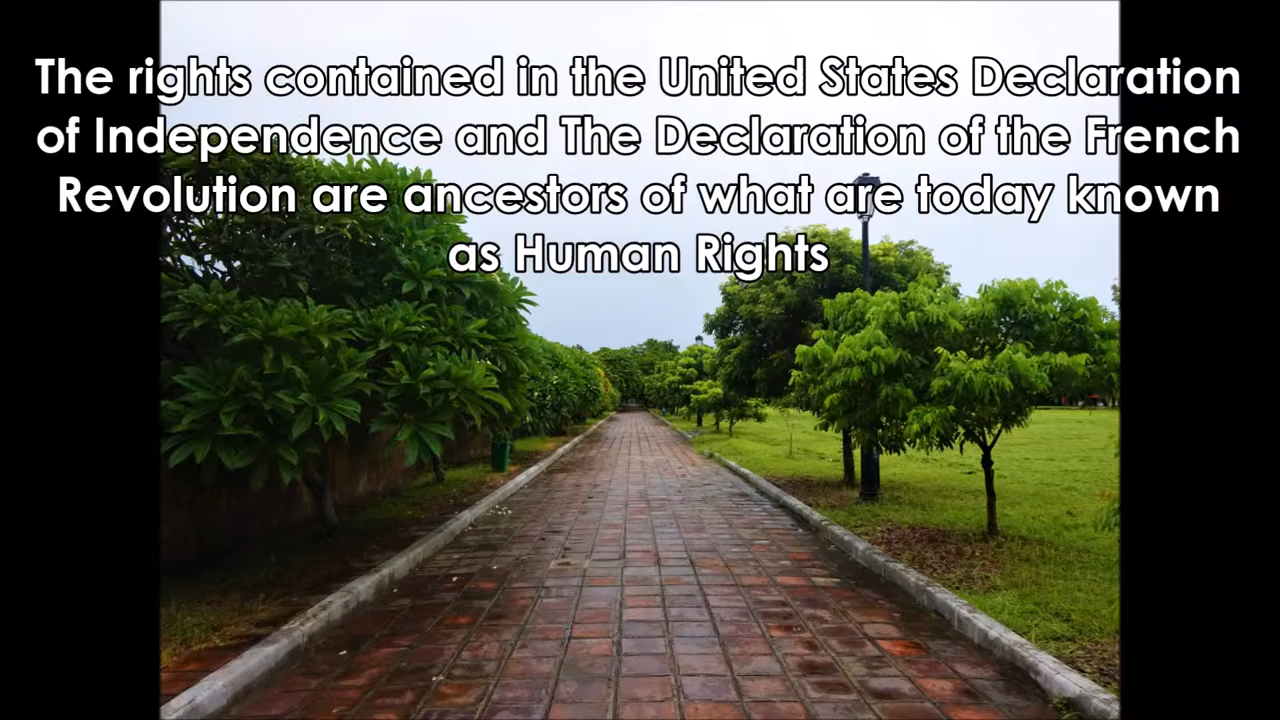 The rights contained in the United States Declaration
of Independence and The Declaration of the French
Revolution are ancestors of what are today known
as Human Rights